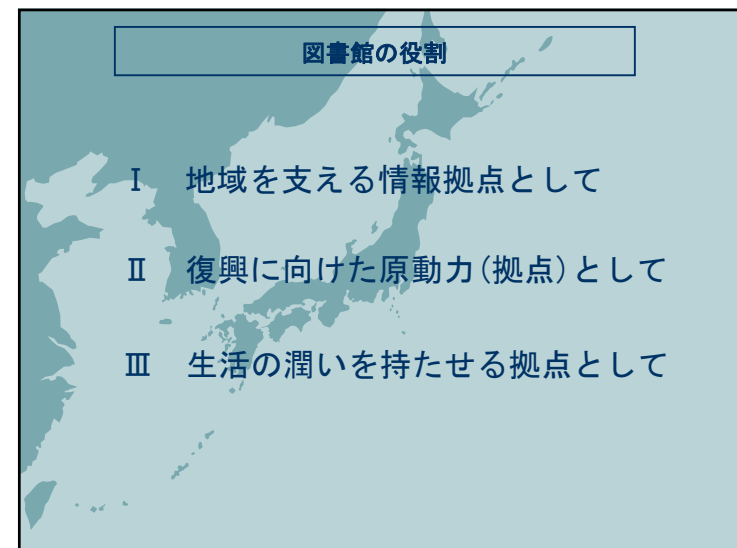 図書館の役割
Ⅰ　地域を支える情報拠点として
Ⅱ　復興に向けた原動力(拠点)として
Ⅲ　生活の潤いを持たせる拠点として